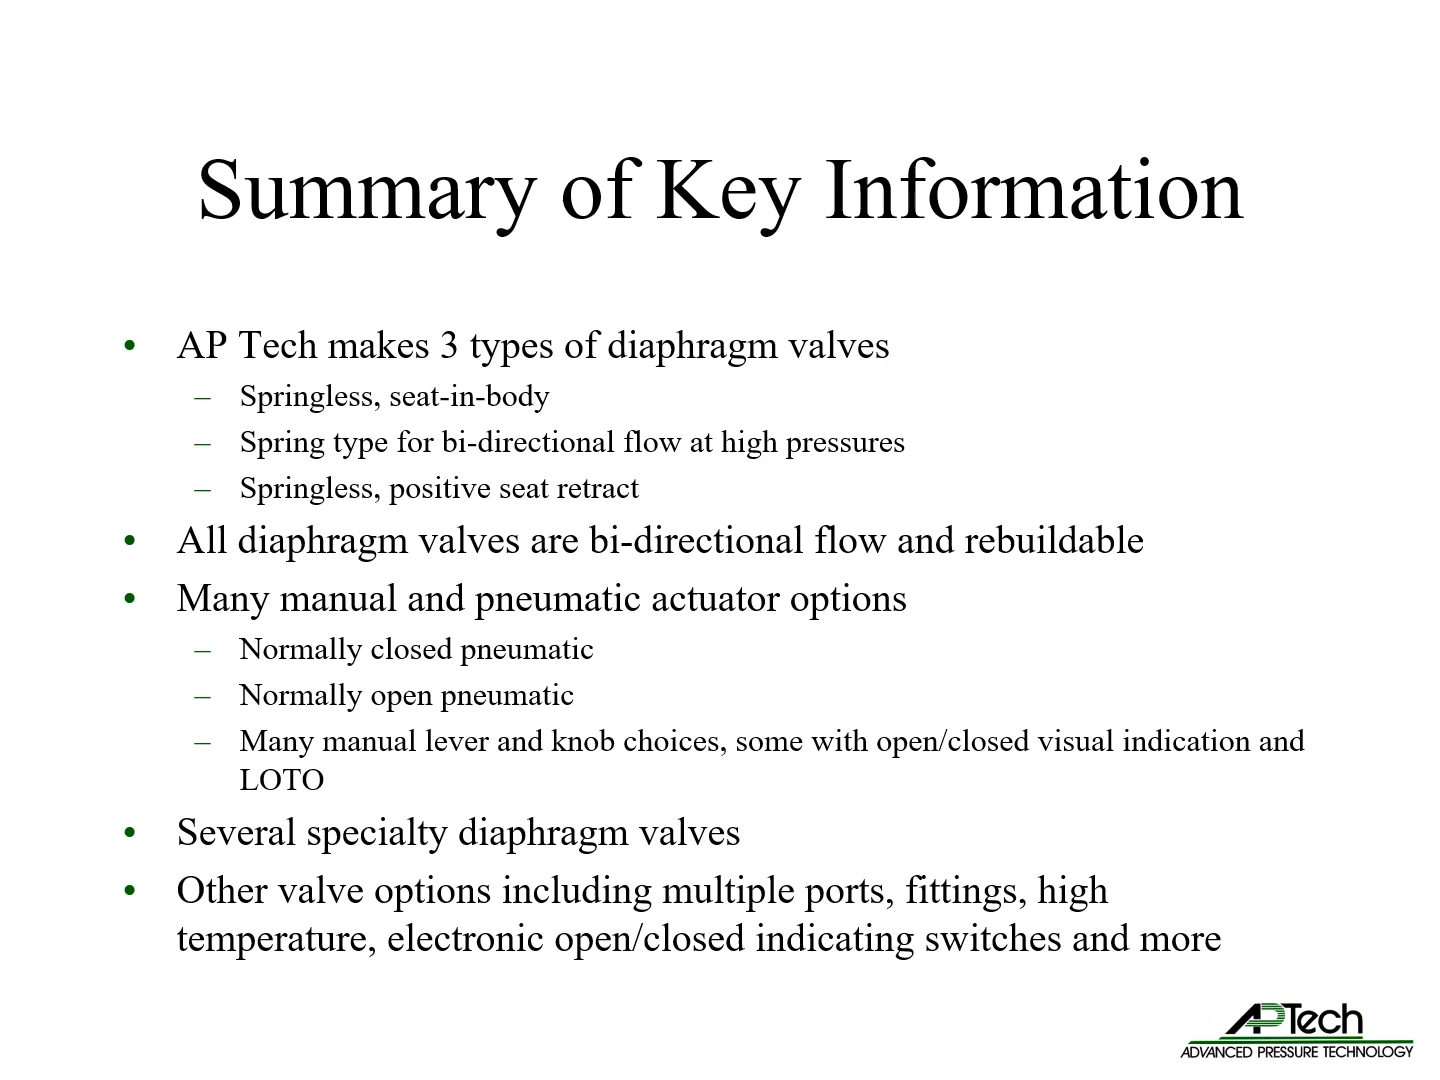 Summary of Key Information
• AP Tech makes 3 types of diaphragm valves
– Springless, seat-in-body
– Spring type for bi-directional flow at high pressures
– Springless, positive seat retract
• All diaphragm valves are bi-directional flow and rebuildable
• Many manual and pneumatic actuator options
– Normally closed pneumatic
– Normally open pneumatic
– Many manual lever and knob choices, some with open/closed visual indication and
LOTO
• Several specialty diaphragm valves
• Other valve options including multiple ports, fittings, high
temperature, electronic open/closed indicating switches and more
APTech
ADVANCED PRESSURE TECHNOLOGY